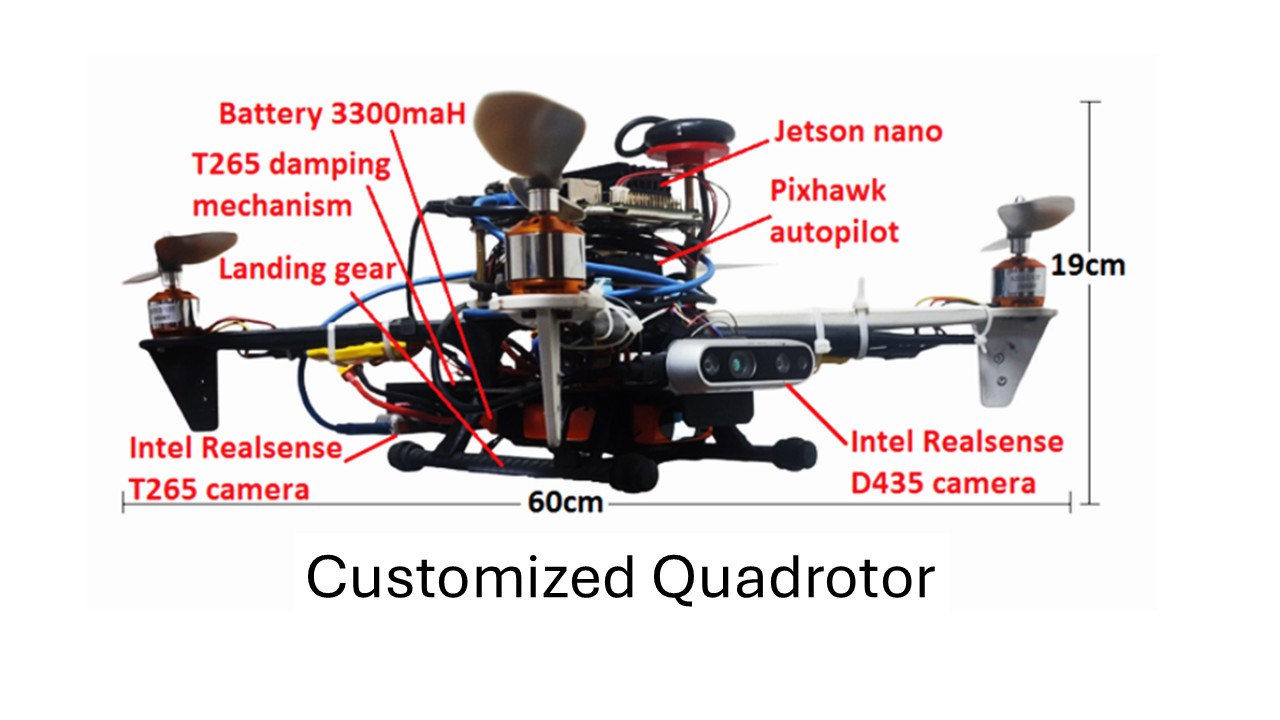 Battery 3300maH
T265 damping
mechanism
Landing gear
Jetson nano
Pixhawk
autopilot
19cm
Intel Realsense
T265 camera
Intel Realsense
D435 camera
60cm
Customized Quadrotor